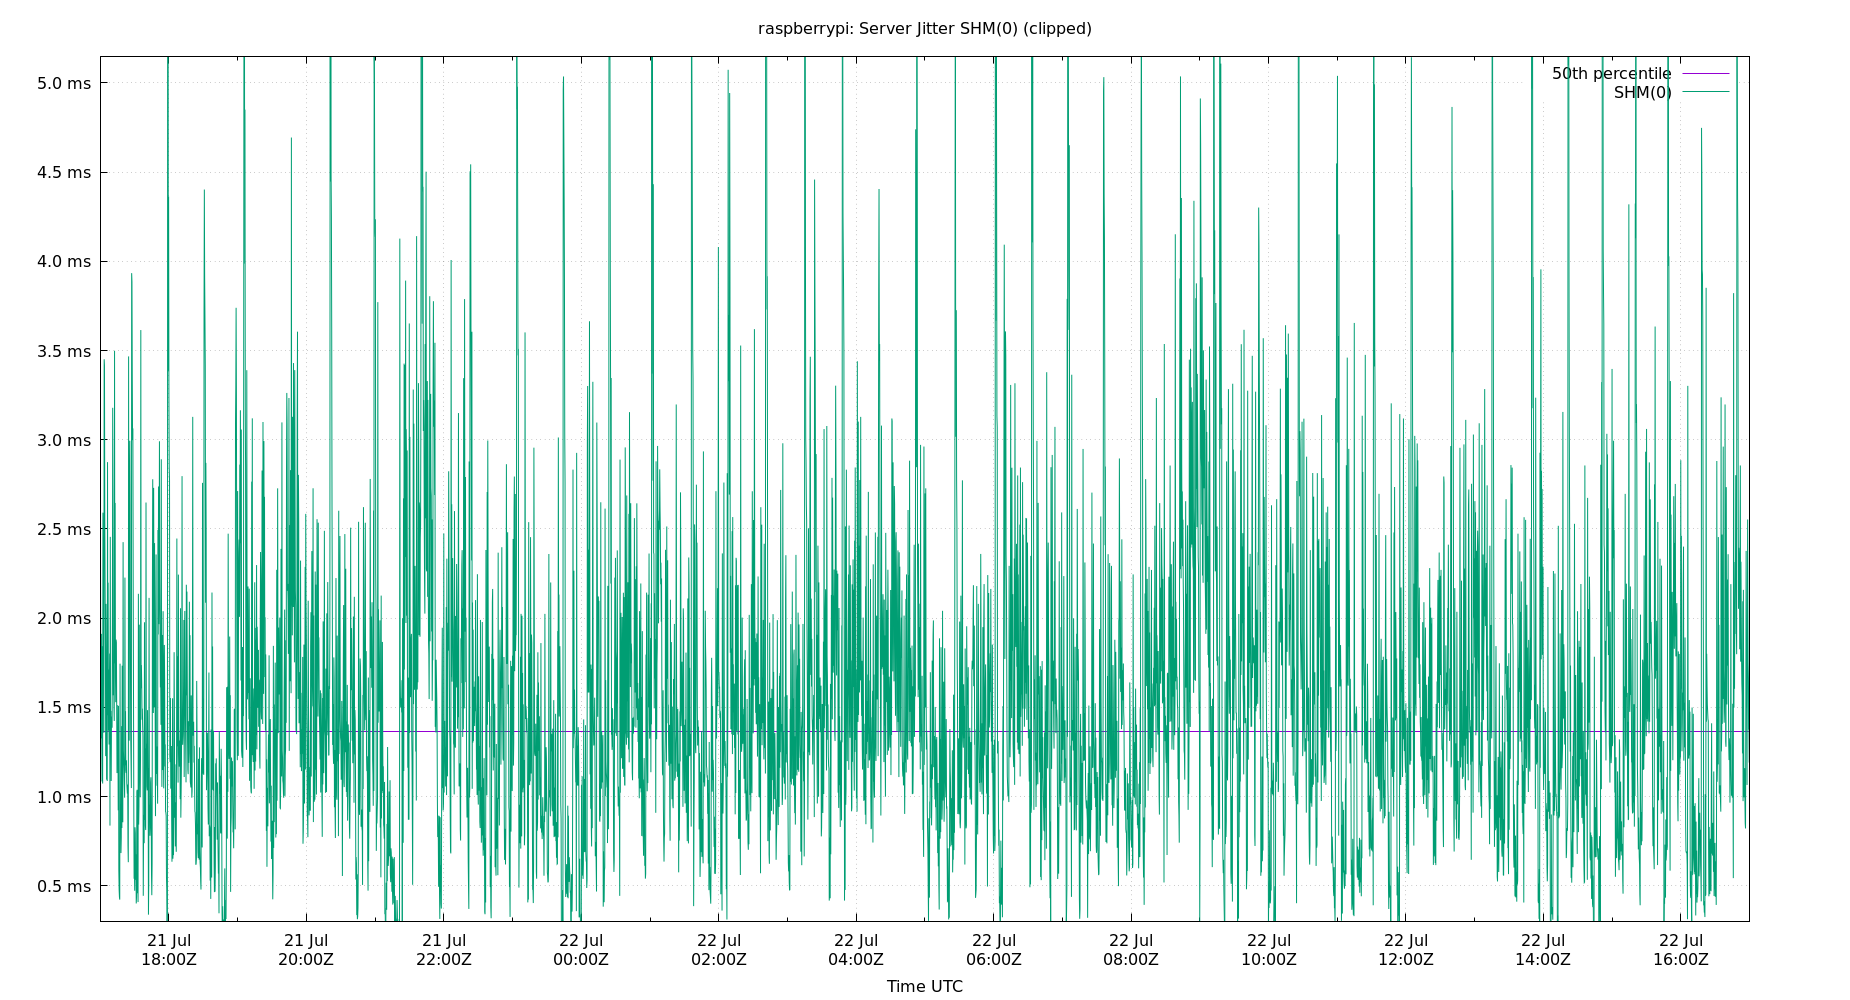 raspberrypi: Server Jitter SHM(0) (clipped)
50th percentile
SHM(0)
5.0 ms
4.5 ms
4.0 ms
3.5 ms
3.0 ms
2.5 ms
2.0 ms
1.5 ms
1.0 ms
0.5 ms
21 Jul 21 Jul 21 Jul 22 Jul 22 Jul 22 Jul 22 Jul 22 Jul 22 Jul 22 Jul 22 Jul 22 Jul
18:00Z 20:00Z 22:00Z 00:00Z 02:00Z 04:00Z 06:00Z 08:00Z 10:00Z 12:00Z 14:00Z 16:00Z
Time UTC